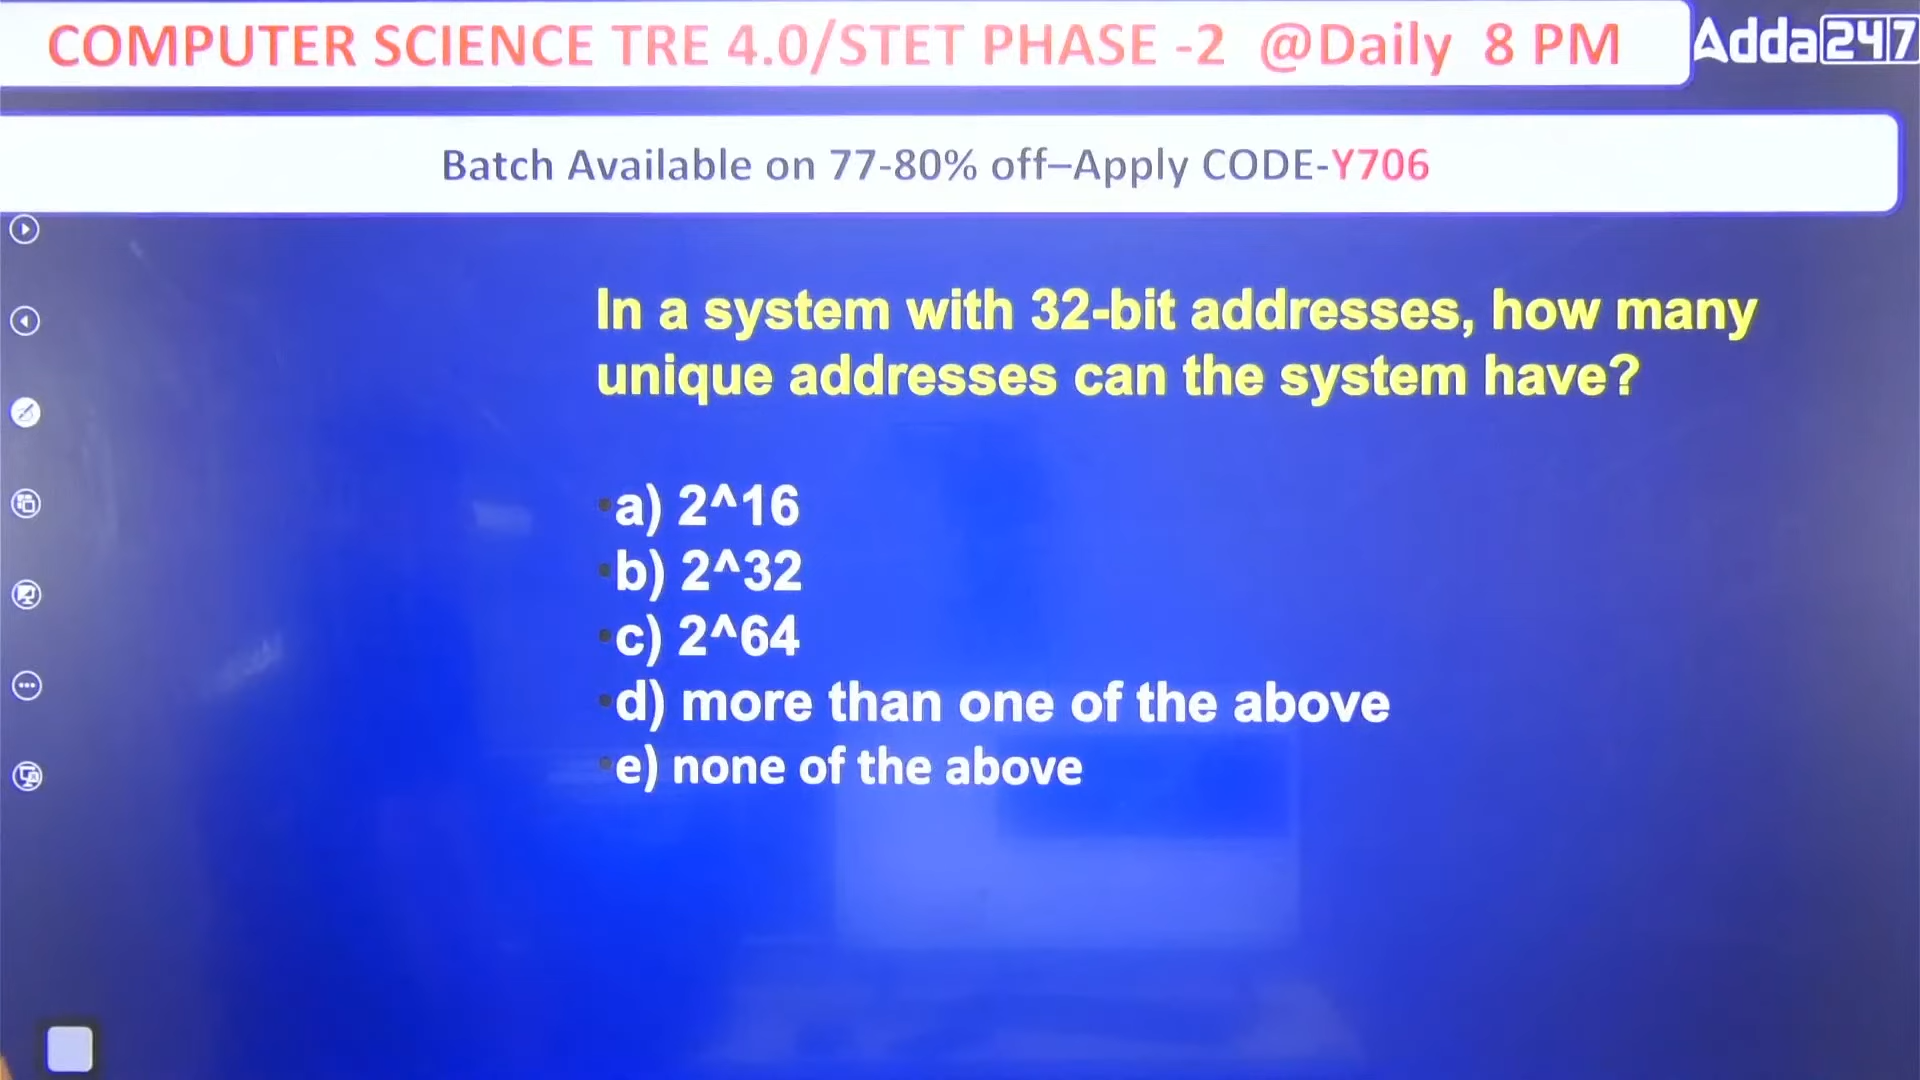 COMPUTER SCIENCE TRE 4.0/STET PHASE -2 @Daily 8 PM
Adda247
Batch Available on 77-80% off–Apply CODE-Y706
In a system with 32-bit addresses, how many
unique addresses can the system have?
a) 2^16
b) 2^32
c) 2^64
d) more than one of the above
e) none of the above